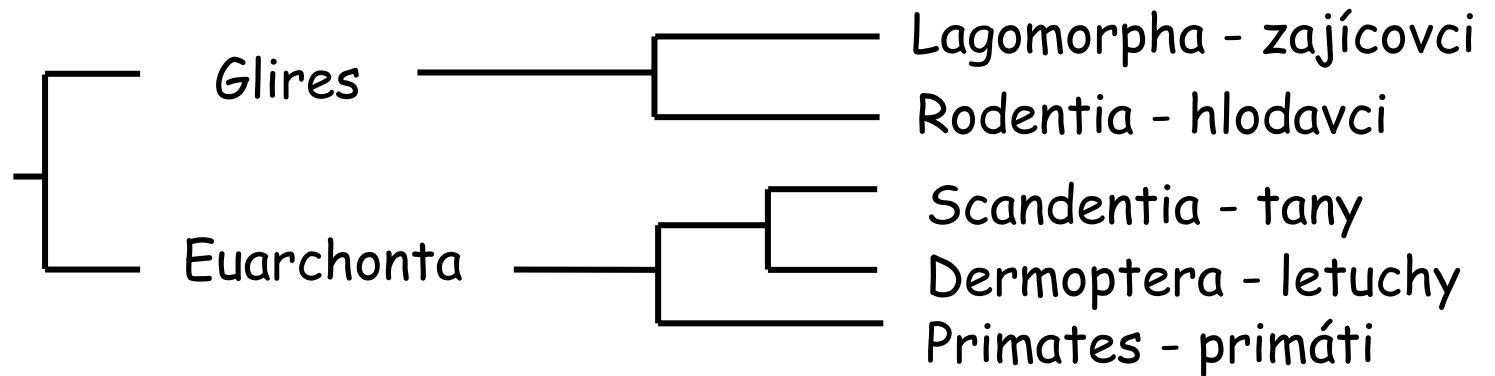 Glires
Euarchonta
Lagomorpha - zajícovci
Rodentia - hlodavci
Scandentia - tany
Dermoptera - letuchy
Primates - primáti